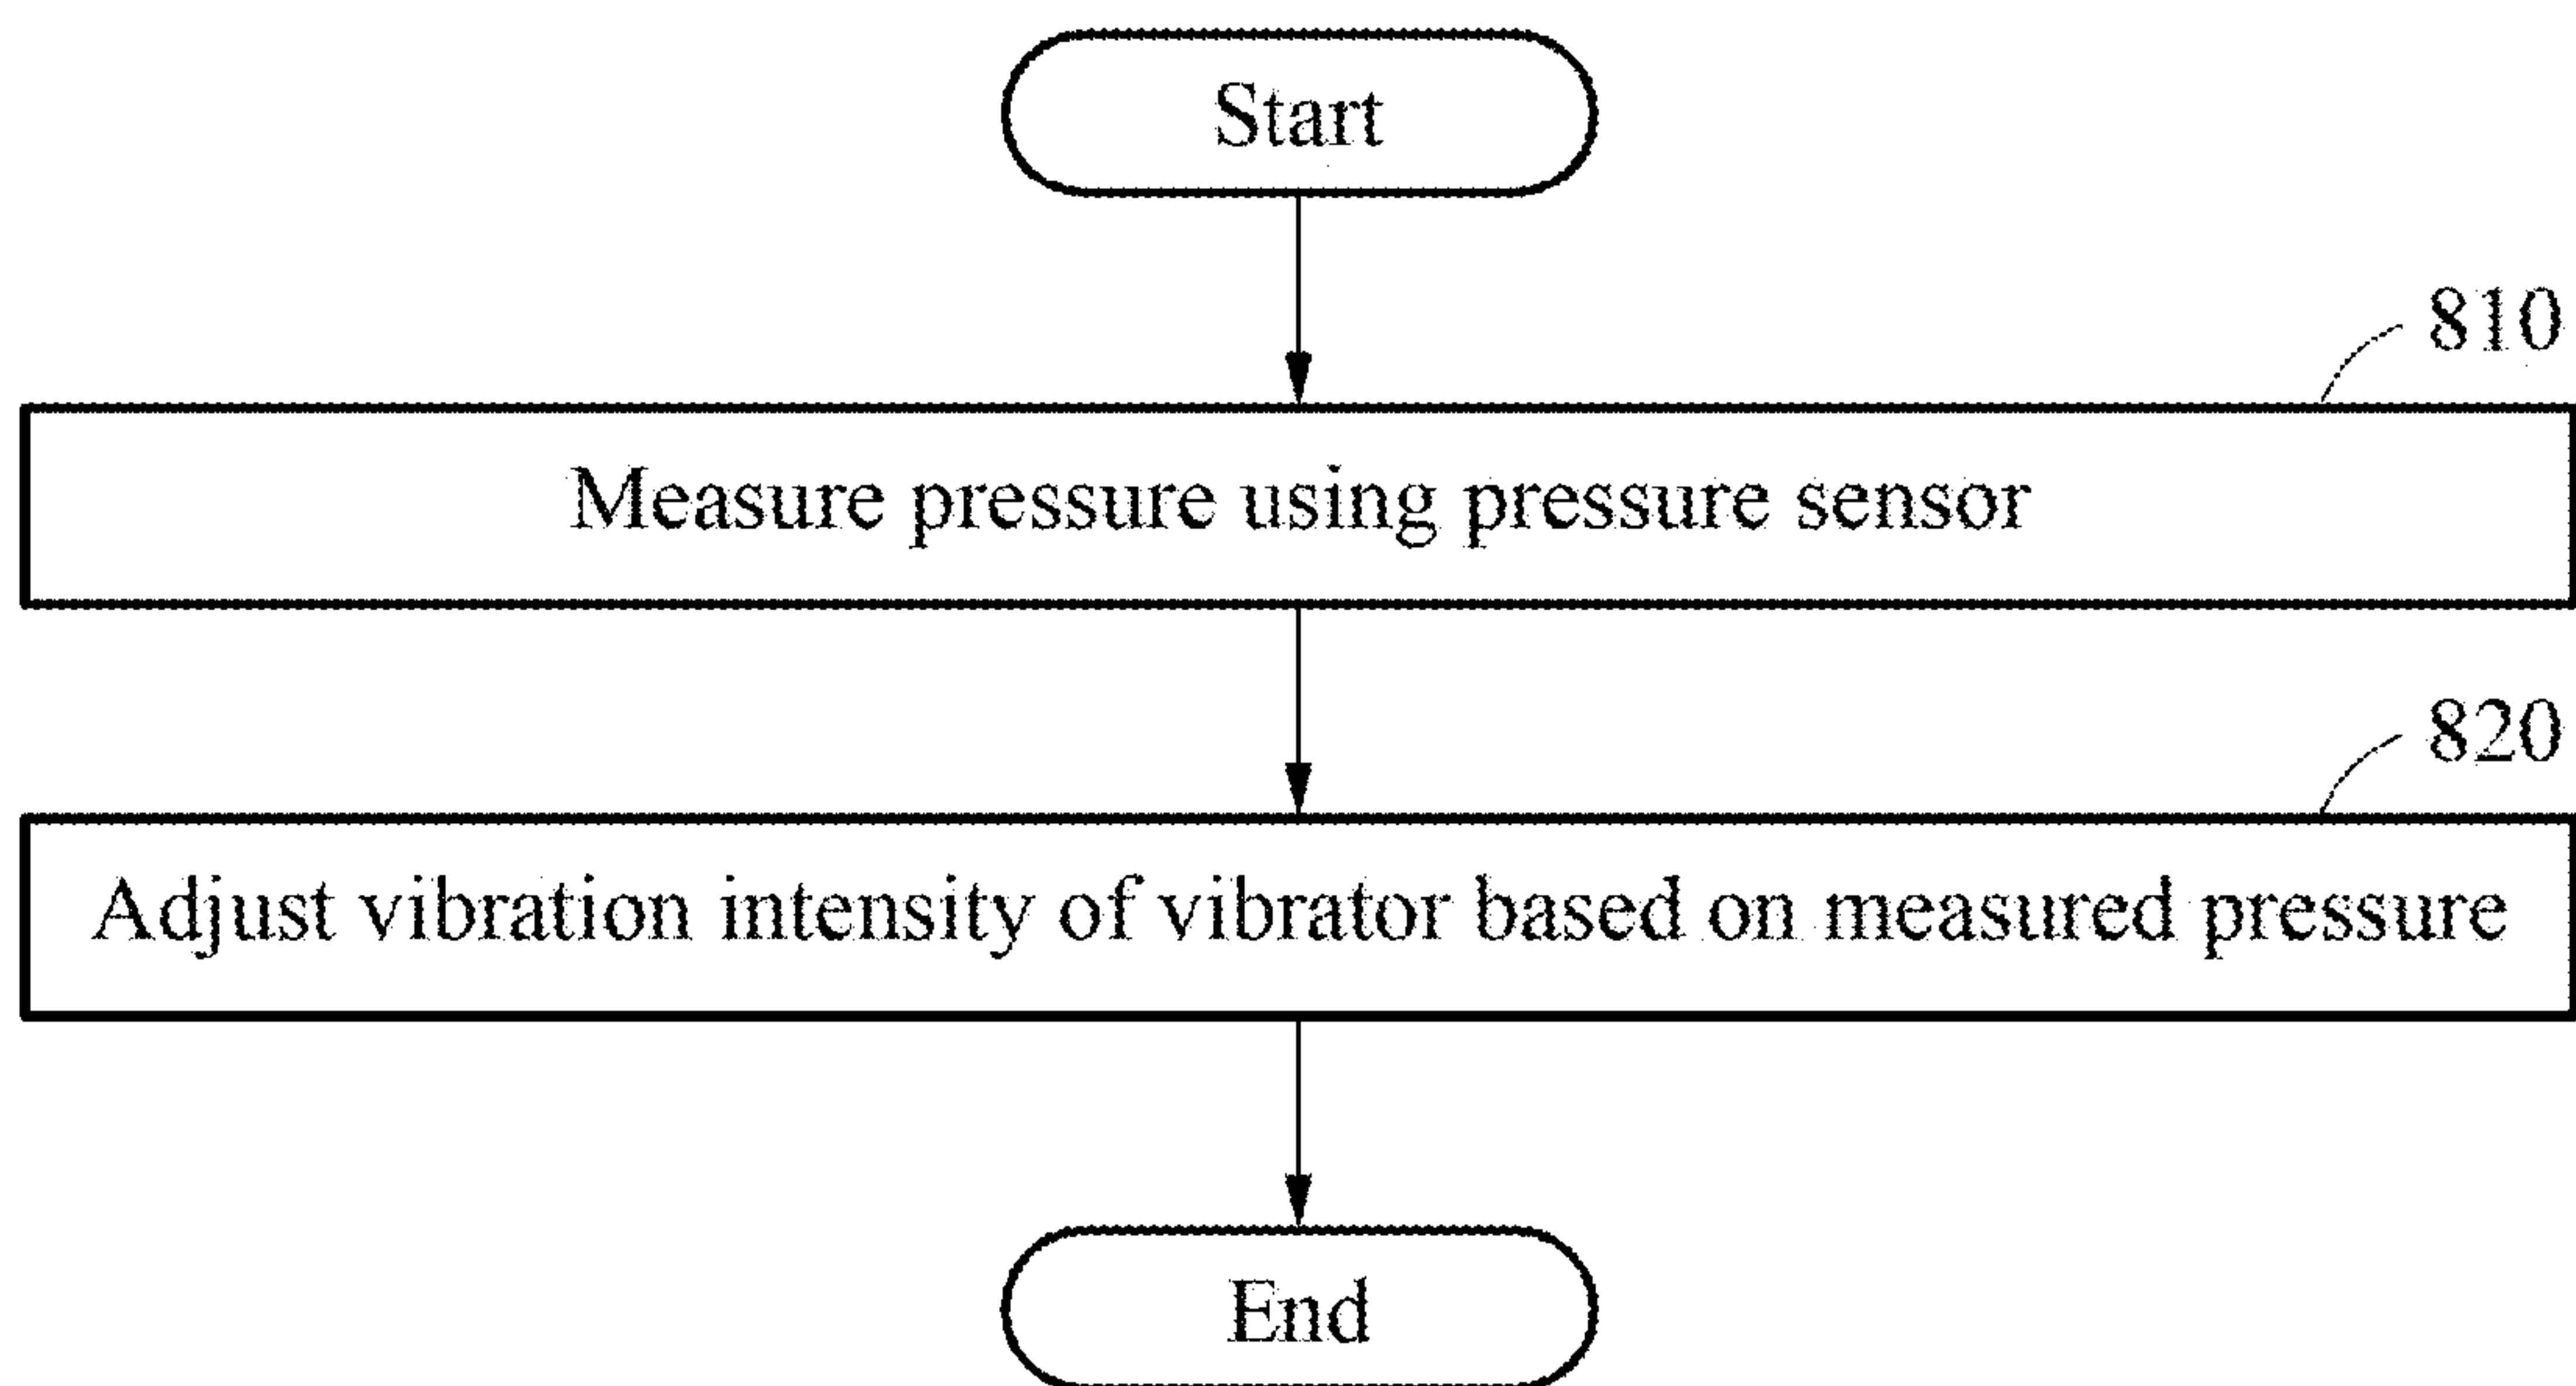 Start
810
Measure pressure using pressure sensor
820
Adjust vibration intensity of vibrator based on measured pressure
End